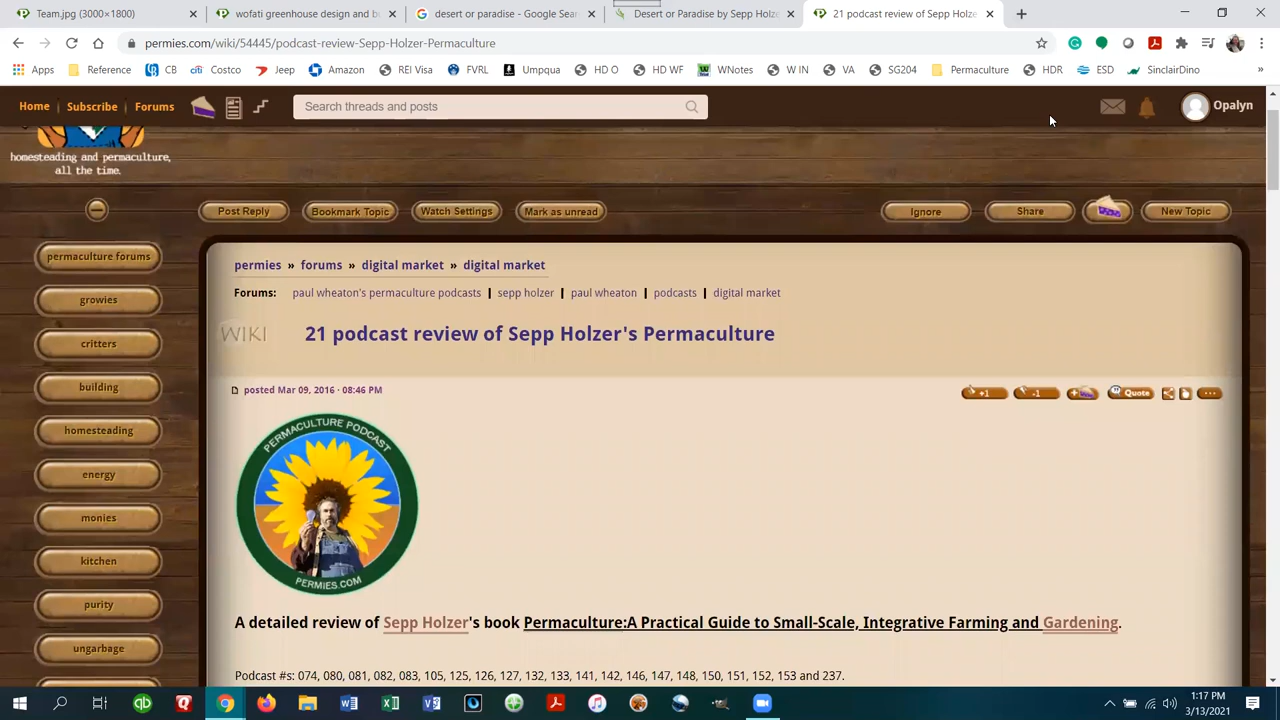 Team.jpg (3000×1800)
wofati greenhouse design and bu
desert or paradise - Google Sear
Desert or Paradise by Sepp Holze
21 podcast review of Sepp Holze
permies.com/wiki/54445/podcast-review-Sepp-Holzer-Permaculture
Apps Reference CB Costco Jeep Amazon REI Visa FVRL Umpqua HD O HD WF WNotes W IN VA SG204 Permaculture HDR ESD SinclairDino »
Home Subscribe Forums Search threads and posts Opalyn
homesteading and permaculture,
all the time.
Post Reply Bookmark Topic Watch Settings Mark as unread Ignore Share New Topic
permaculture forums
growies
critters
building
homesteading
energy
monies
kitchen
purity
ungarbage
permies » forums » digital market » digital market
Forums: paul wheaton's permaculture podcasts | sepp holzer | paul wheaton | podcasts | digital market
WIKI 21 podcast review of Sepp Holzer's Permaculture
posted Mar 09, 2016 · 08:46 PM
+1 -1 Quote
PERMACULTURE PODCAST
PERMIES.COM
A detailed review of Sepp Holzer's book Permaculture:A Practical Guide to Small-Scale, Integrative Farming and Gardening.
Podcast #s: 074, 080, 081, 082, 083, 105, 125, 126, 127, 132, 133, 141, 142, 146, 147, 148, 150, 151, 152, 153 and 237.
1:17 PM
3/13/2021